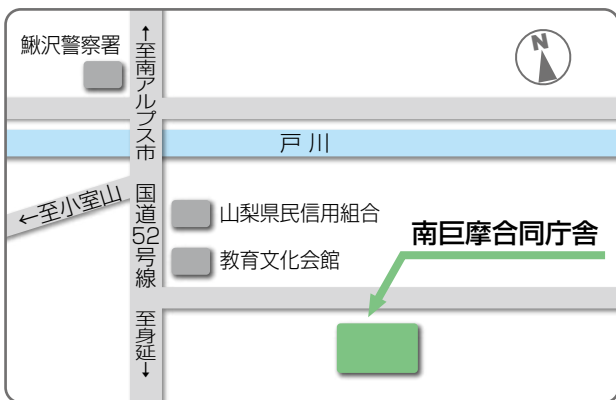 鰍沢警察署
↑至南アルプス市
N
戸川
←至小室山
国道52号線
山梨県民信用組合
教育文化会館
南巨摩合同庁舎
至身延↓